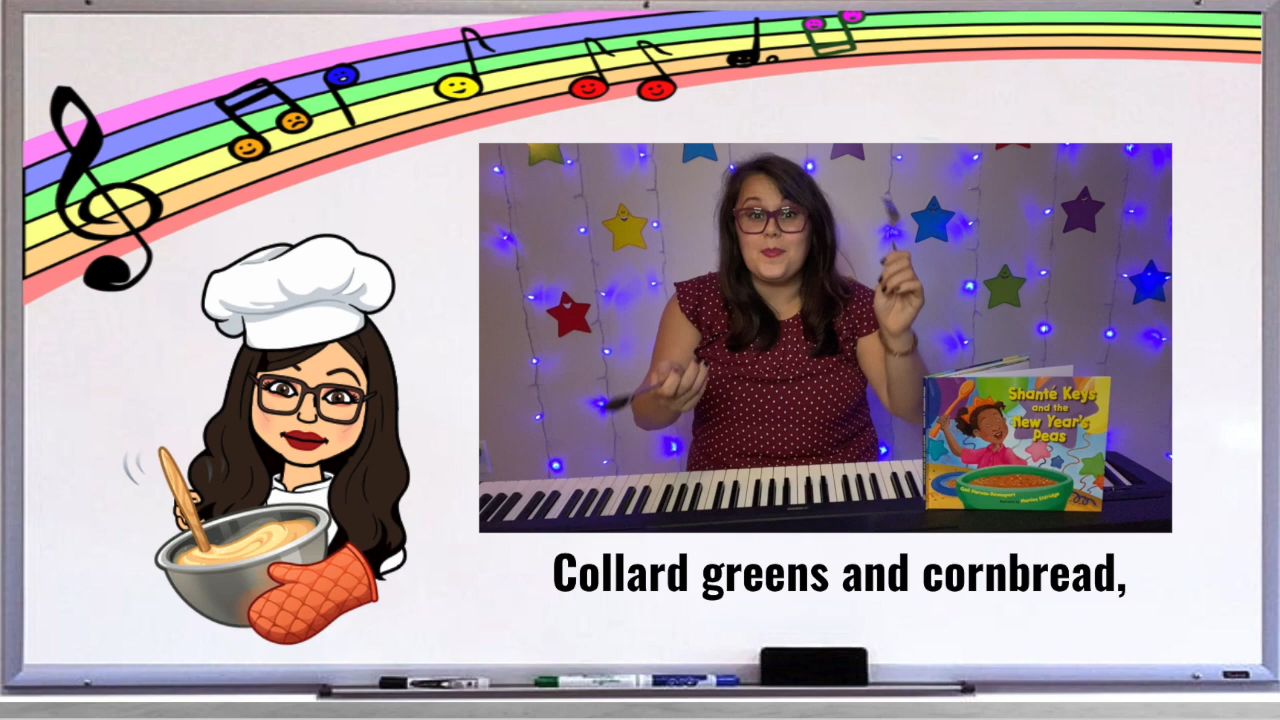 Shanté Keys
and the
New Year's
Peas
Collard greens and cornbread,